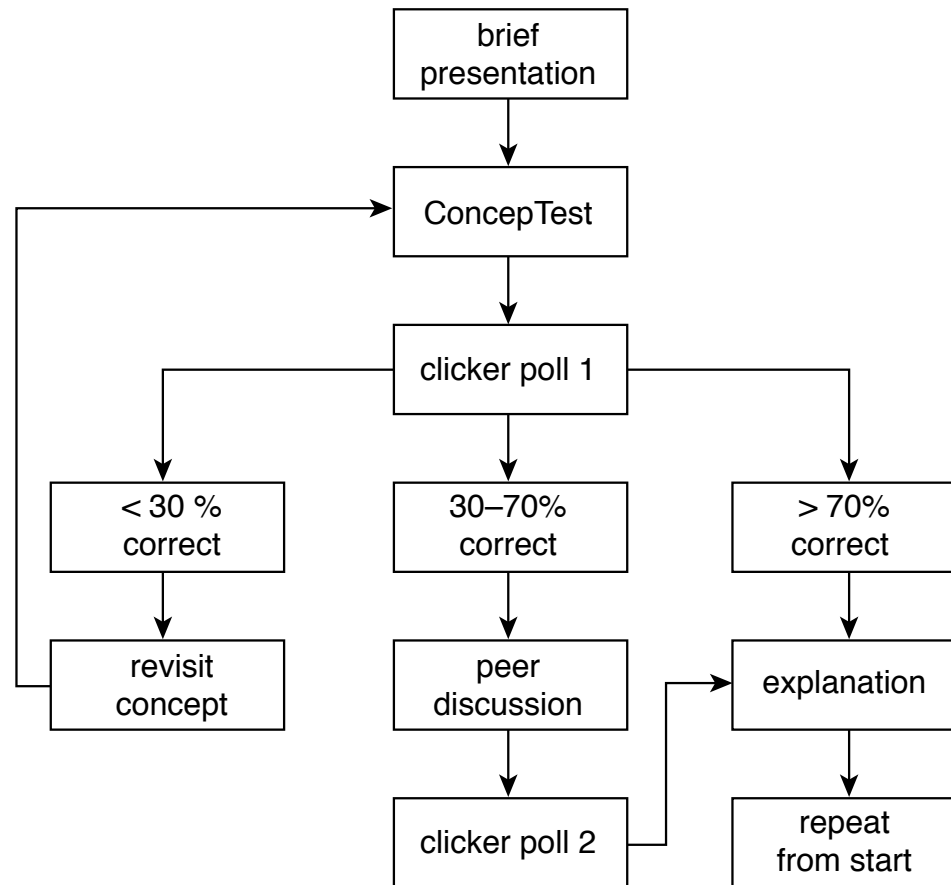 brief
presentation
ConcepTest
clicker poll 1
< 30 %
correct
30–70%
correct
> 70%
correct
revisit
concept
peer
discussion
explanation
clicker poll 2
repeat
from start